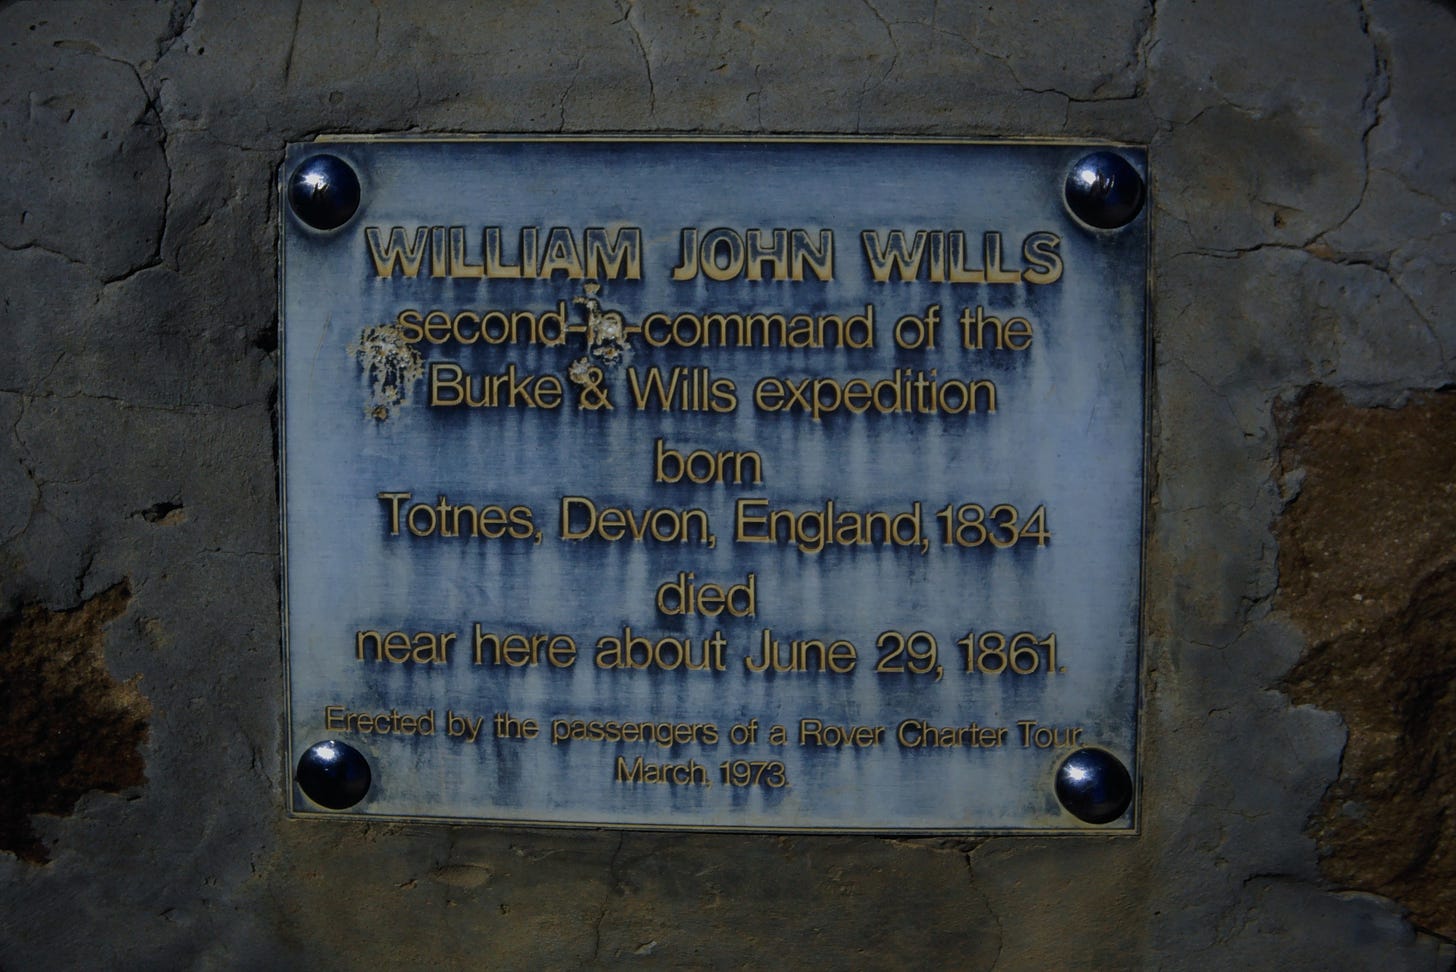 WILLIAM JOHN WILLS
second-in-command of the
Burke & Wills expedition
born
Totnes, Devon, England, 1834
died
near here about June 29, 1861.
Erected by the passengers of a Rover Charter Tour.
March, 1973.